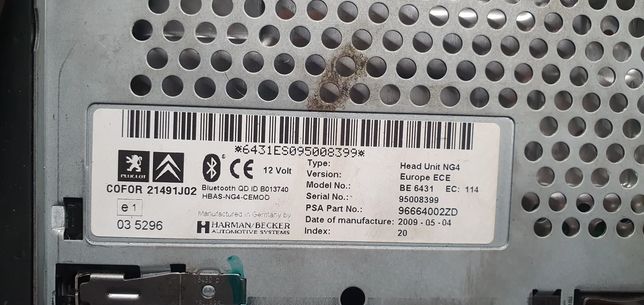 *6431ES095008399*
PEUGEOT
COFOR 21491J02
e 1
03 5296
12 Volt
Bluetooth QD ID B013740
HBAS-NG4-CEMOD
Manufactured in Germany by
HARMAN/BECKER
AUTOMOTIVE SYSTEMS
Type: Head Unit NG4
Version: Europe ECE
Model No.: BE 6431 EC: 114
Serial No.: 95008399
PSA Part No.: 96664002ZD
Date of manufacture: 2009 - 05 - 04
Index: 20